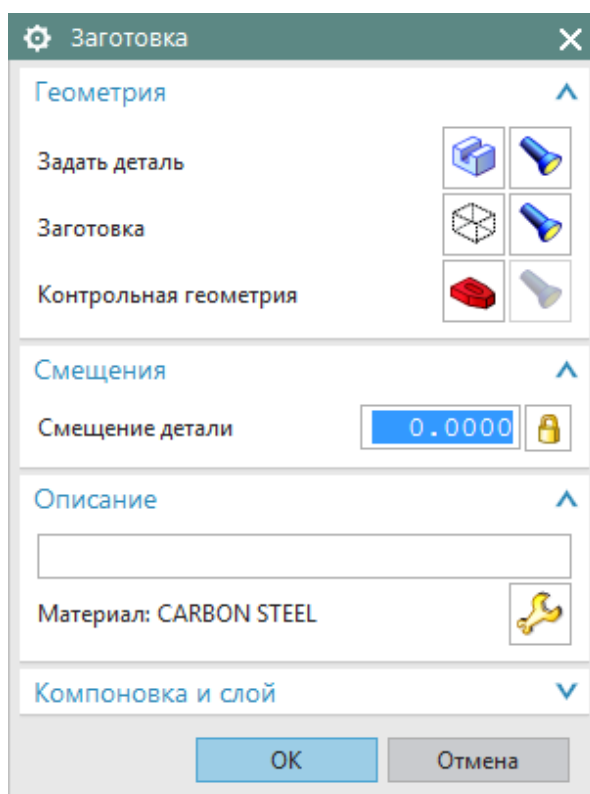 Заготовка
Геометрия
Задать деталь
Заготовка
Контрольная геометрия
Смещения
Смещение детали 0.0000
Описание
Материал: CARBON STEEL
Компоновка и слой
OK Отмена